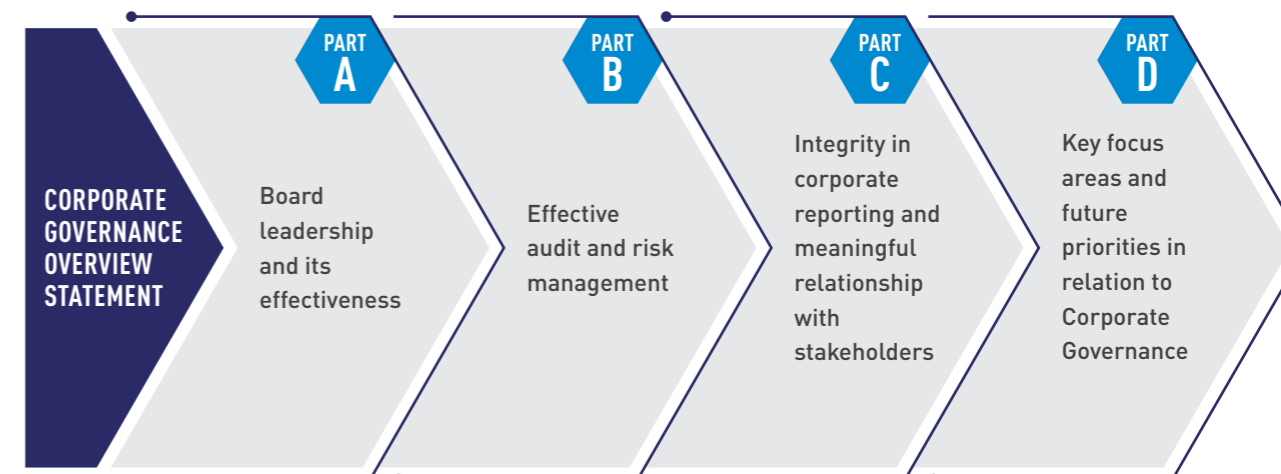 CORPORATE
GOVERNANCE
OVERVIEW
STATEMENT
PART
A
Board
leadership
and its
effectiveness
PART
B
Effective
audit and risk
management
PART
C
Integrity in
corporate
reporting and
meaningful
relationship
with
stakeholders
PART
D
Key focus
areas and
future
priorities in
relation to
Corporate
Governance